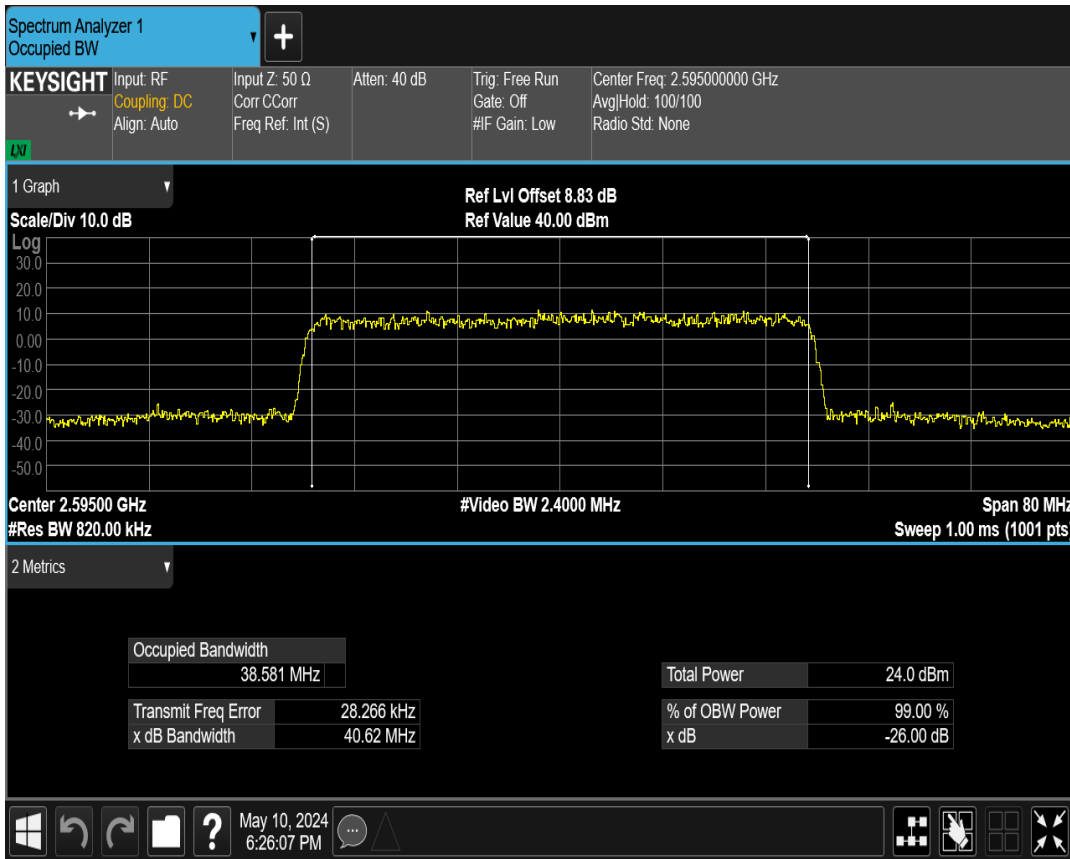 Spectrum Analyzer 1
Occupied BW
+
KEYSIGHT
LXI
Input: RF
Coupling: DC
Align: Auto
Input Z: 50 Ω
Corr CCorr
Freq Ref: Int (S)
Atten: 40 dB
Trig: Free Run
Gate: Off
#IF Gain: Low
Center Freq: 2.595000000 GHz
Avg|Hold: 100/100
Radio Std: None
1 Graph
Scale/Div 10.0 dB
Ref Lvl Offset 8.83 dB
Ref Value 40.00 dBm
Log
30.0
20.0
10.0
0.00
-10.0
-20.0
-30.0
-40.0
-50.0
Center 2.59500 GHz
#Video BW 2.4000 MHz
Span 80 MHz
#Res BW 820.00 kHz
Sweep 1.00 ms (1001 pts)
2 Metrics
Occupied Bandwidth
38.581 MHz
Total Power 24.0 dBm
Transmit Freq Error 28.266 kHz
% of OBW Power 99.00 %
x dB Bandwidth 40.62 MHz
x dB -26.00 dB
?
May 10, 2024
6:26:07 PM